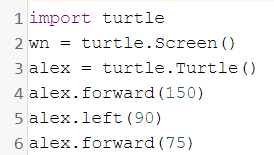 1 import turtle
2 wn = turtle.Screen()
3 alex = turtle.Turtle()
4 alex.forward(150)
5 alex.left(90)
6 alex.forward(75)